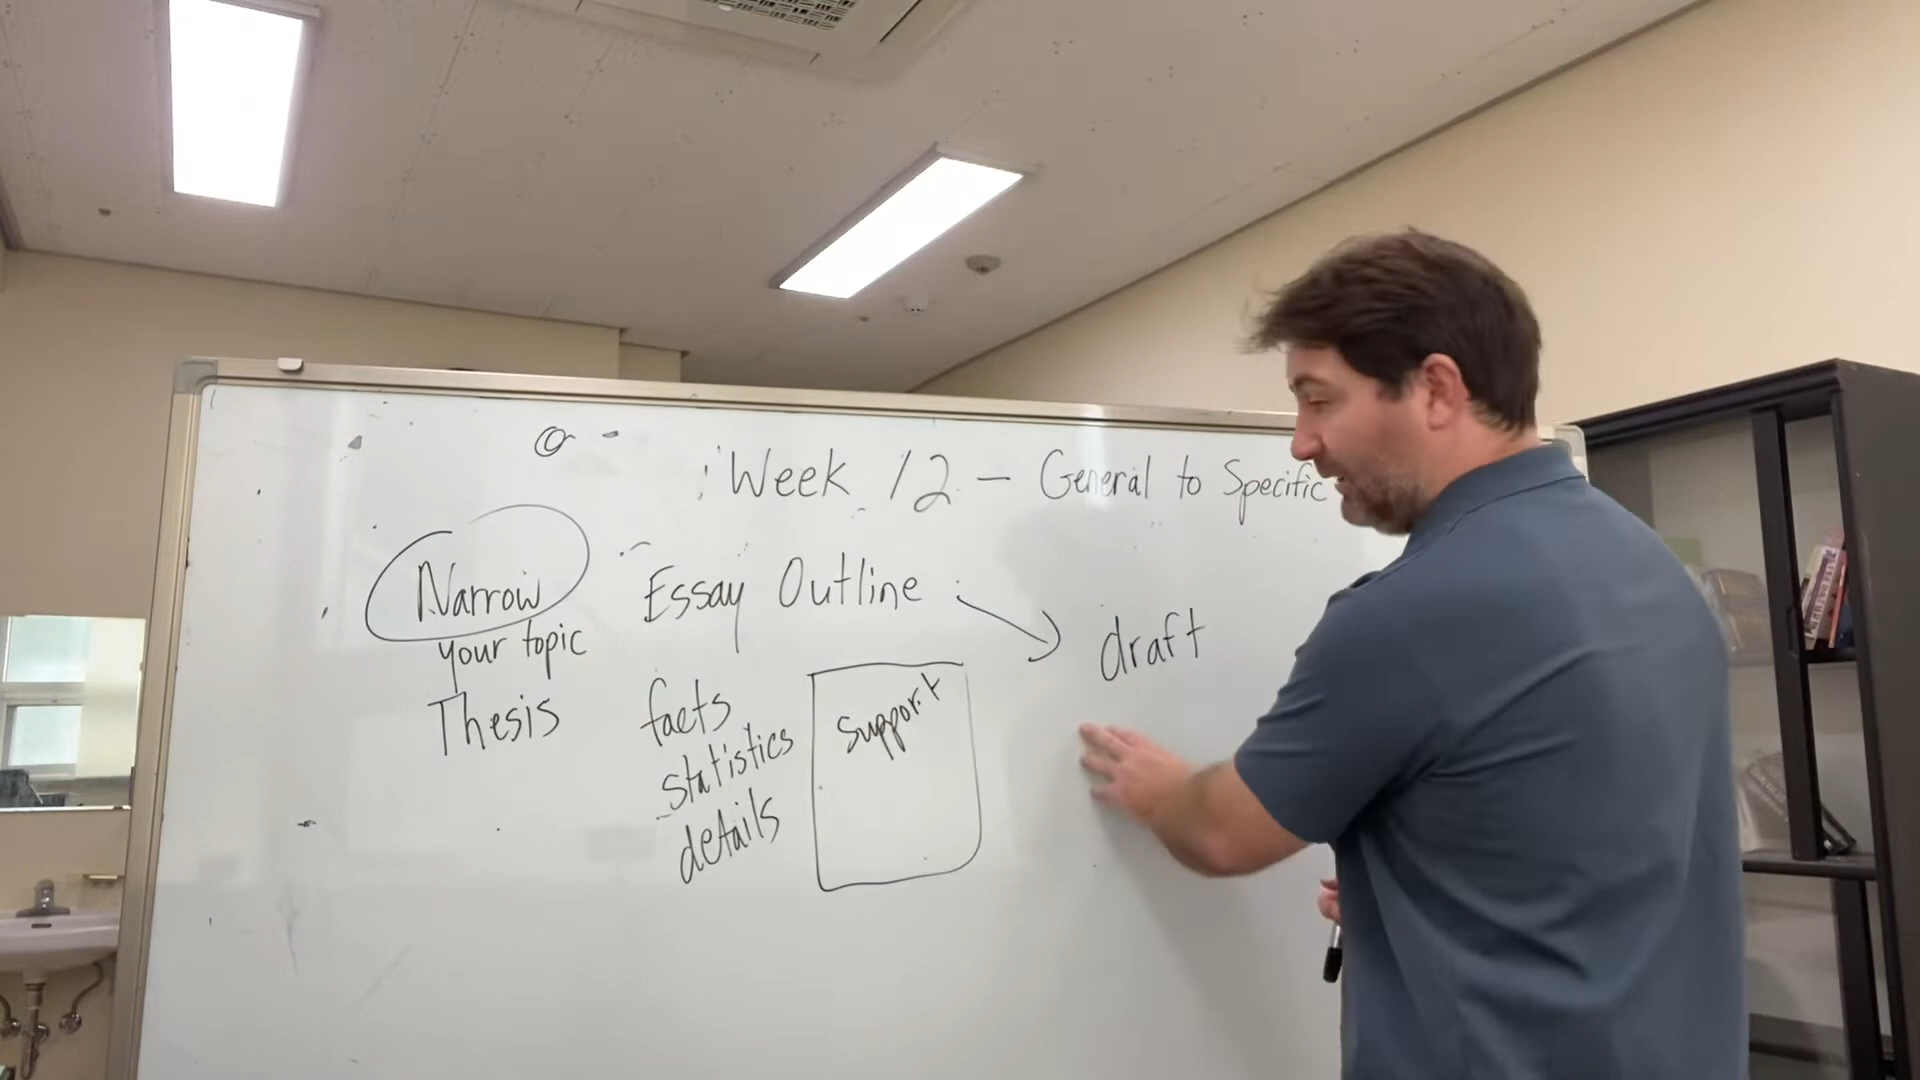 Week 12 - General to Specific
Narrow
your topic
Thesis
Essay Outline
facts
statistics
details
Support
draft